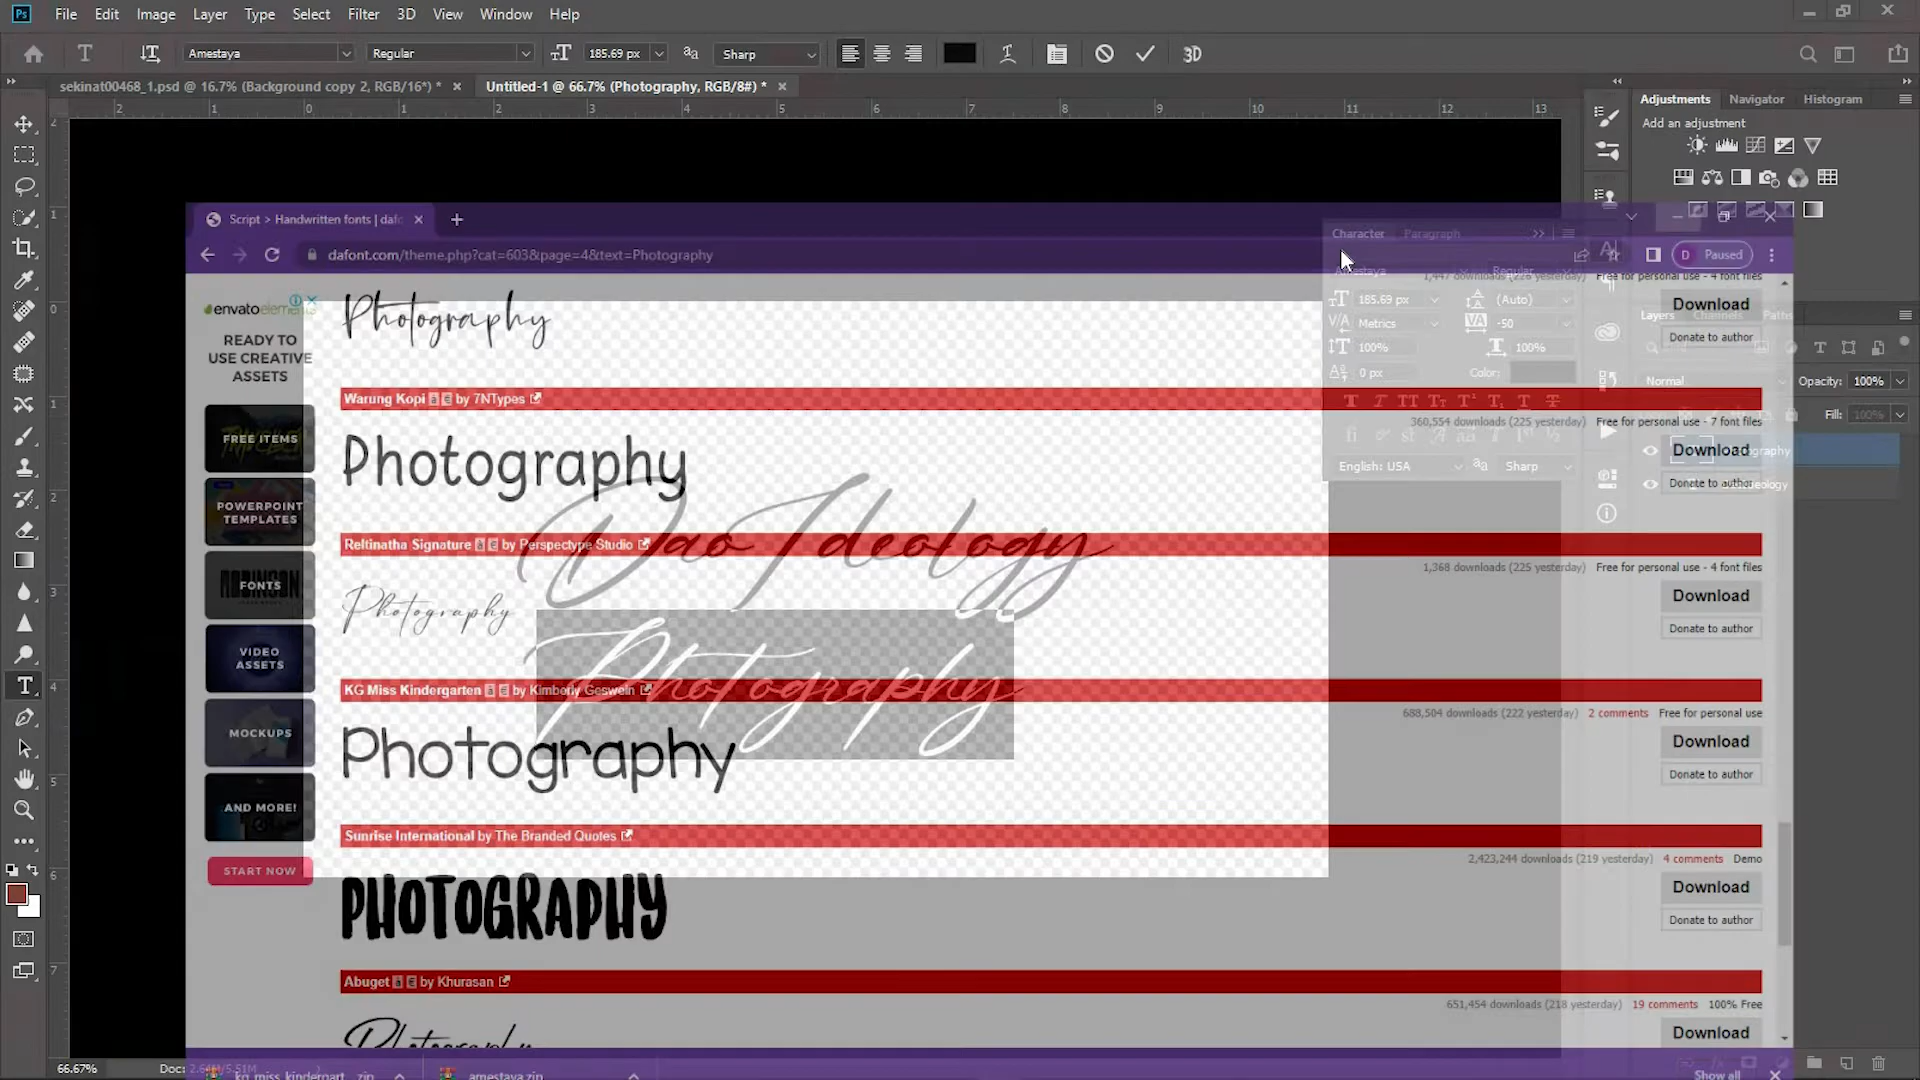 File Edit Image Layer Type Select Filter 3D View Window Help
Amestaya Regular 185.69 px Sharp 3D
sekinat00468_1.psd @ 16.7% (Background copy 2, RGB/16*) *
Untitled-1 @ 66.7% (Photography, RGB/8#) *
Adjustments Navigator Histogram
Add an adjustment
Script > Handwritten fonts | dafo
dafont.com/theme.php?cat=603&page=4&text=Photography
Paused
Character Paragraph
Amestaya Regular
185.69 px (Auto)
Metrics -50
100% 100%
0 px Color:
English: USA Sharp
Layers Channels Paths
Normal Opacity: 100%
Fill: 100%
envato elements
READY TO
USE CREATIVE
ASSETS
FREE ITEMS
POWERPOINT
TEMPLATES
FONTS
VIDEO
ASSETS
MOCKUPS
AND MORE!
START NOW
Free for personal use - 4 font files
Photography
Download
Donate to author
Warung Kopi à € by 7NTypes
360,554 downloads (225 yesterday) Free for personal use - 7 font files
Photography
Download
Donate to author
Dao Ideology
Reltinatha Signature à € by Perspectype Studio
1,368 downloads (225 yesterday) Free for personal use - 4 font files
Photography
Download
Donate to author
Photography
KG Miss Kindergarten à € by Kimberly Geswein
688,504 downloads (222 yesterday) 2 comments Free for personal use
Photography
Download
Donate to author
Sunrise International by The Branded Quotes
2,423,244 downloads (219 yesterday) 4 comments Demo
PHOTOGRAPHY
Download
Donate to author
Abuget à € by Khurasan
651,454 downloads (218 yesterday) 19 comments 100% Free
Photography
Download
66.67% Doc:
amestaya.zip
Show all